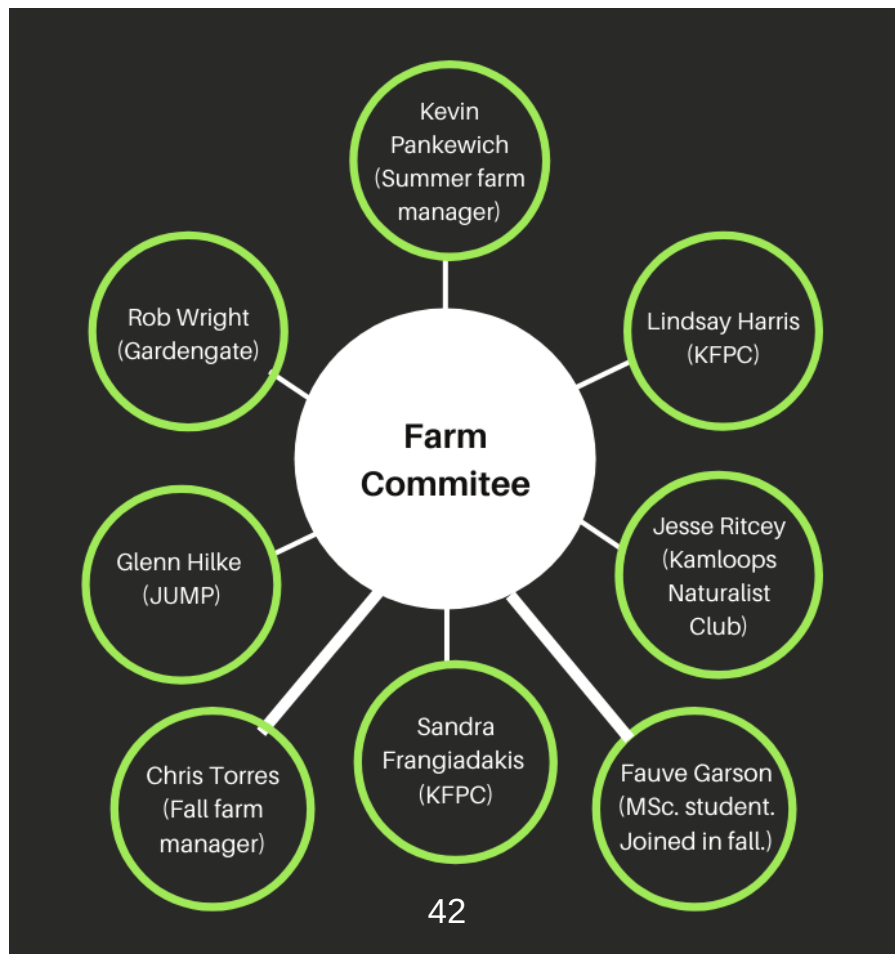 Kevin
Pankewich
(Summer farm
manager)
Rob Wright
(Gardengate)
Lindsay Harris
(KFPC)
Farm
Commitee
Glenn Hilke
(JUMP)
Jesse Ritcey
(Kamloops
Naturalist
Club)
Chris Torres
(Fall farm
manager)
Sandra
Frangiadakis
(KFPC)
Fauve Garson
(MSc. student.
Joined in fall.)
42